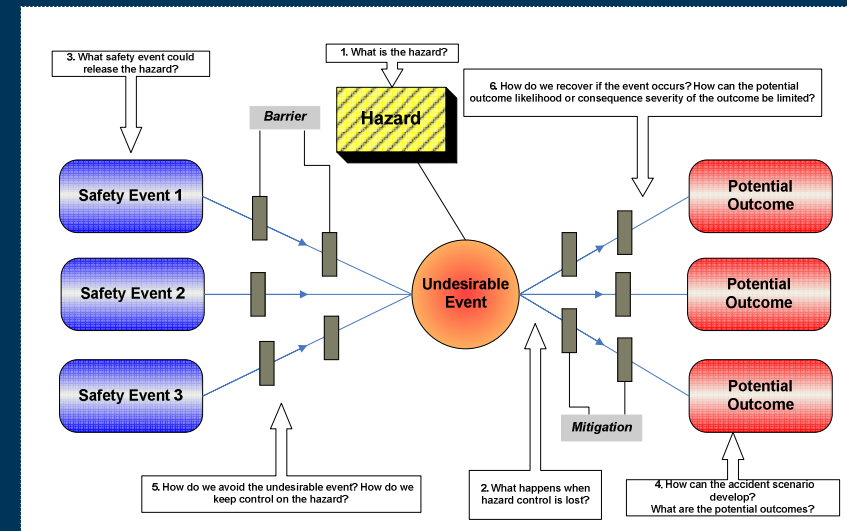 3. What safety event could
release the hazard?
1. What is the hazard?
6. How do we recover if the event occurs? How can the potential
outcome likelihood or consequence severity of the outcome be limited?
Barrier
Hazard
Safety Event 1
Potential
Outcome
Safety Event 2
Undesirable
Event
Potential
Outcome
Safety Event 3
Potential
Outcome
Mitigation
5. How do we avoid the undesirable event? How do we
keep control on the hazard?
2. What happens when
hazard control is lost?
4. How can the accident scenario
develop?
What are the potential outcomes?